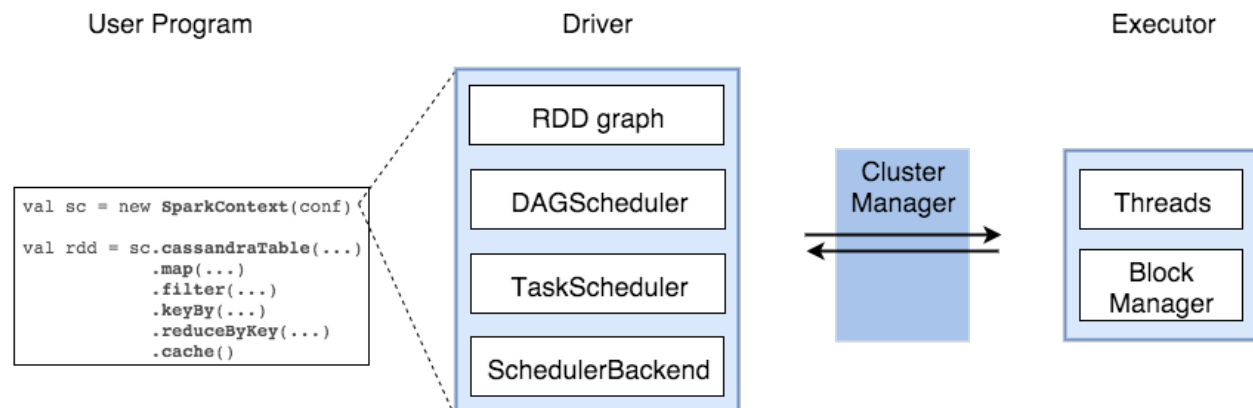 User Program
Driver
Executor
val sc = new SparkContext(conf)
val rdd = sc.cassandraTable(...)
.map(...)
.filter(...)
.keyBy(...)
.reduceByKey(...)
.cache()
RDD graph
DAGScheduler
TaskScheduler
SchedulerBackend
Cluster
Manager
Threads
Block
Manager